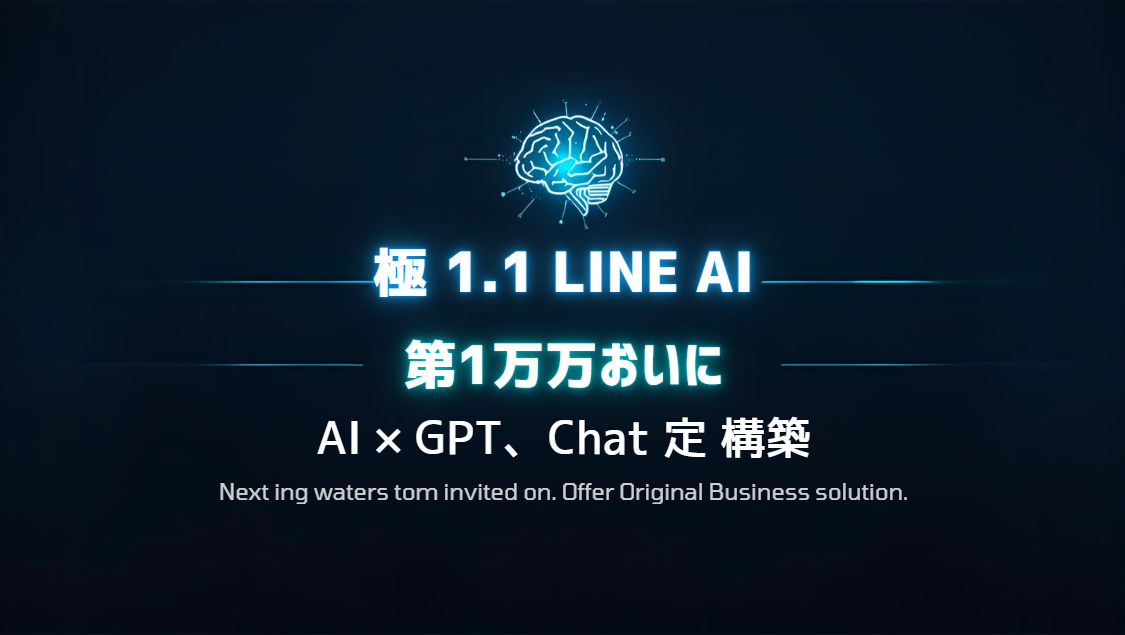 極 1.1 LINE AI
第1万万おいに
AI × GPT、Chat 定 構築
Next ing waters tom invited on. Offer Original Business solution.